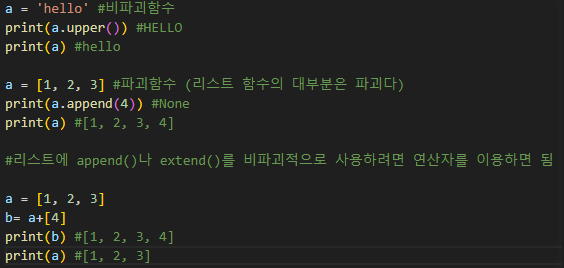 a = 'hello' #비파괴함수
print(a.upper()) #HELLO
print(a) #hello
a = [1, 2, 3] #파괴함수 (리스트 함수의 대부분은 파괴다)
print(a.append(4)) #None
print(a) #[1, 2, 3, 4]
#리스트에 append()나 extend()를 비파괴적으로 사용하려면 연산자를 이용하면 됨
a = [1, 2, 3]
b= a+[4]
print(b) #[1, 2, 3, 4]
print(a) #[1, 2, 3]